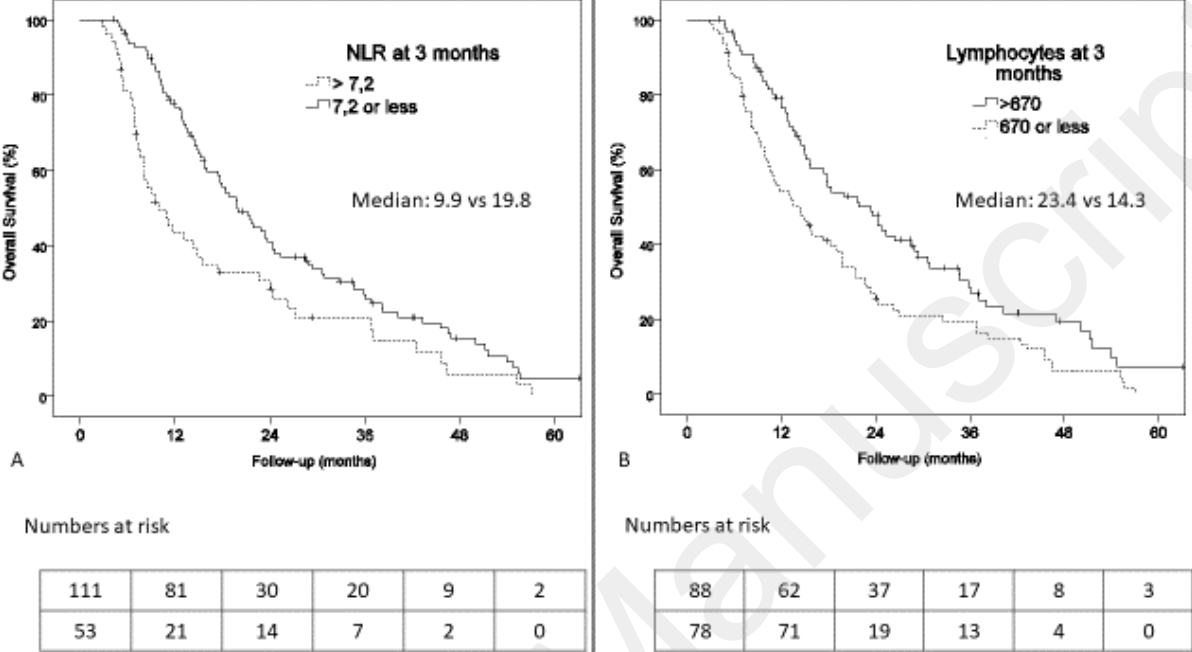 NLR at 3 months
> 7,2
7,2 or less
Median: 9.9 vs 19.8
Overall Survival (%)
100
80
60
40
20
0
0 12 24 36 48 60
Follow-up (months)
A
Numbers at risk
111 81 30 20 9 2
53 21 14 7 2 0
Lymphocytes at 3
months
>670
670 or less
Median: 23.4 vs 14.3
Overall Survival (%)
100
80
60
40
20
0
0 12 24 36 48 60
Follow-up (months)
B
Numbers at risk
88 62 37 17 8 3
78 71 19 13 4 0
Manuscrip